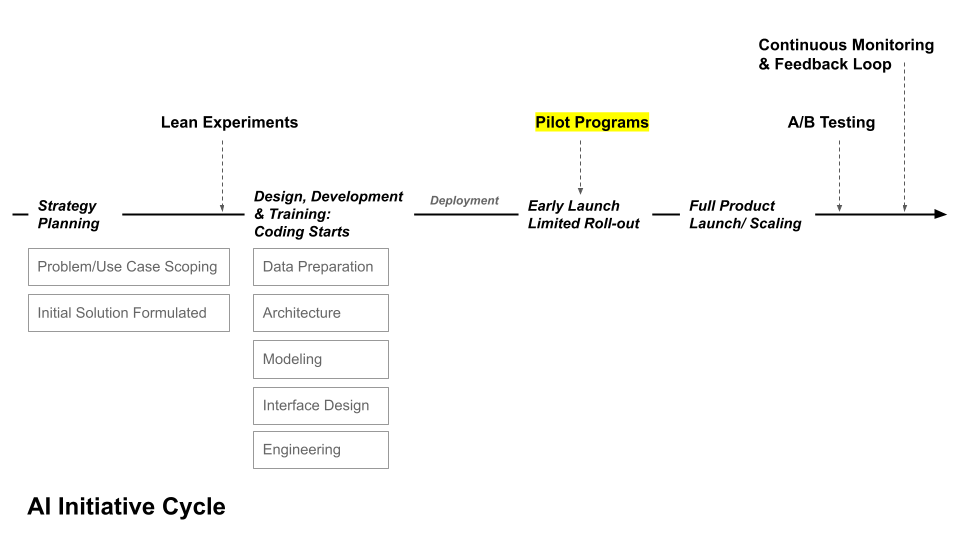 Continuous Monitoring
& Feedback Loop
Lean Experiments
Pilot Programs
A/B Testing
Strategy
Planning
Design, Development
& Training:
Coding Starts
Deployment
Early Launch
Limited Roll-out
Full Product
Launch/ Scaling
Problem/Use Case Scoping
Initial Solution Formulated
Data Preparation
Architecture
Modeling
Interface Design
Engineering
AI Initiative Cycle